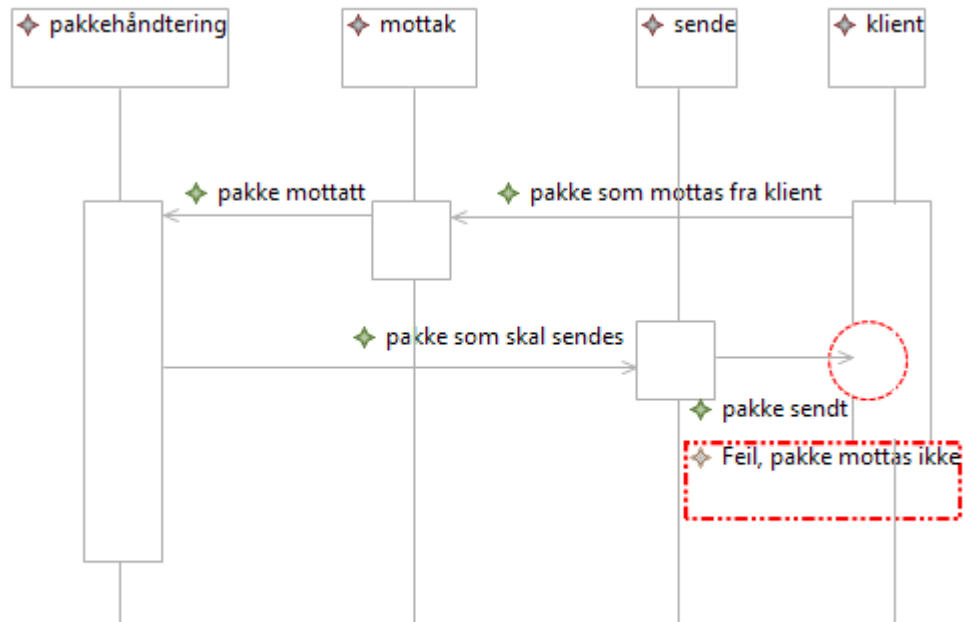 pakkehåndtering
mottak
sende
klient
pakke mottatt
pakke som mottas fra klient
pakke som skal sendes
pakke sendt
Feil, pakke mottas ikke